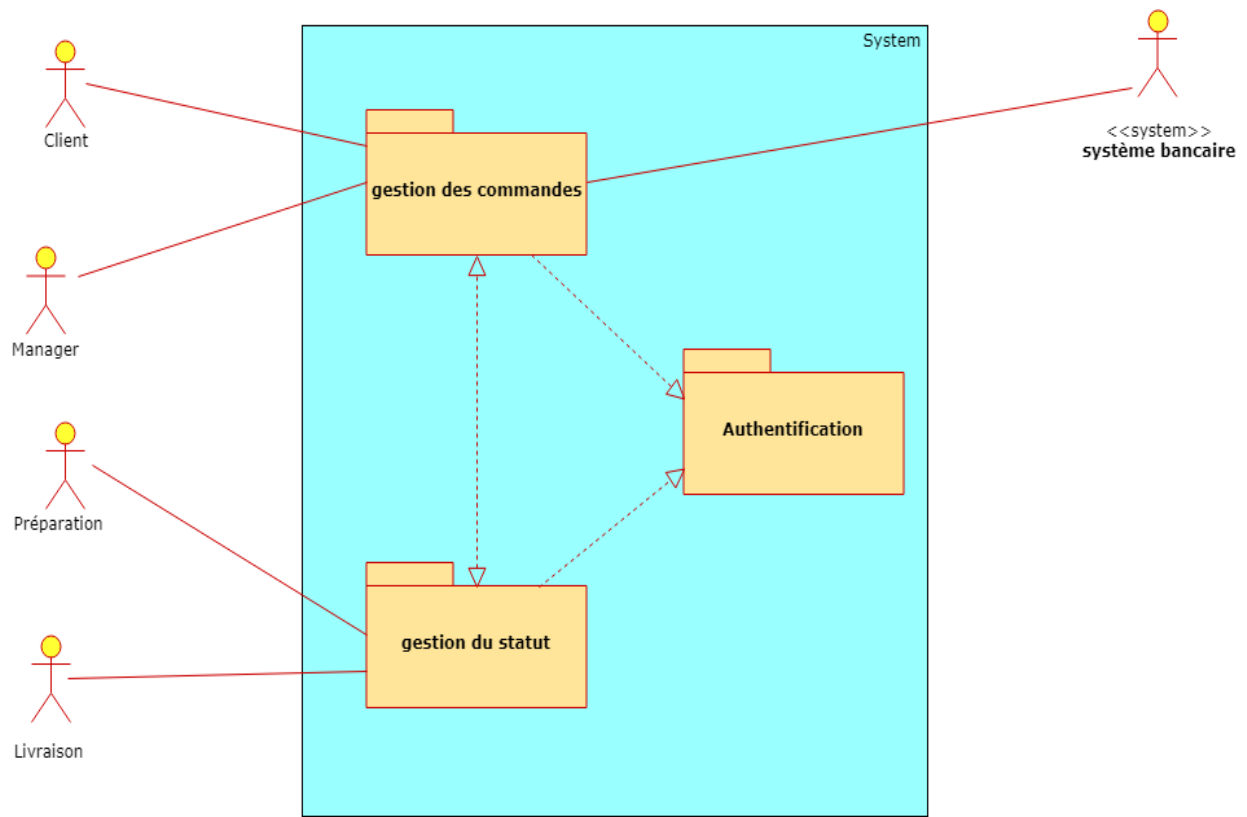 System
Client
<<system>>
système bancaire
gestion des commandes
Manager
Authentification
Préparation
gestion du statut
Livraison